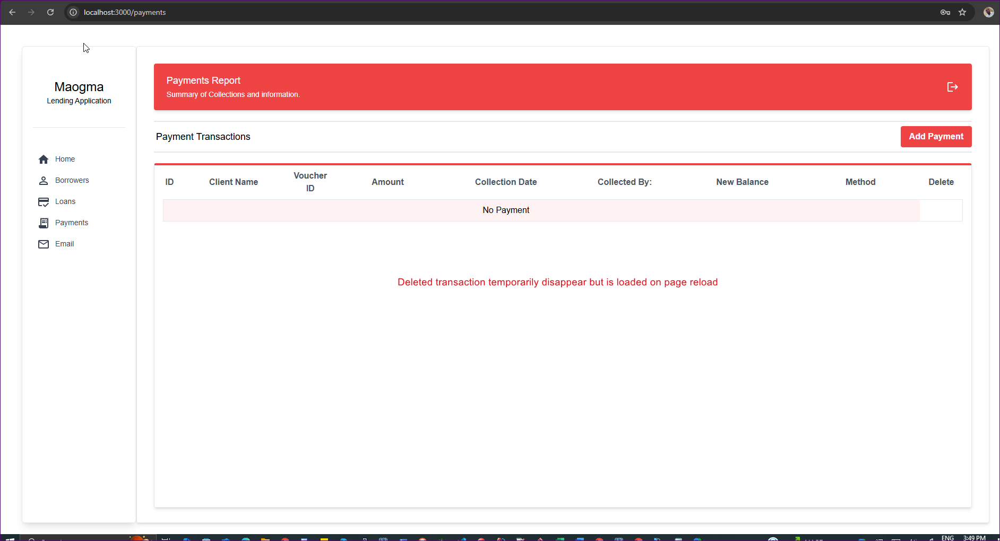 localhost:3000/payments
Maogma
Lending Application
Home
Borrowers
Loans
Payments
Email
Payments Report
Summary of Collections and information.
Payment Transactions
Add Payment
ID
Client Name
Voucher
ID
Amount
Collection Date
Collected By:
New Balance
Method
Delete
No Payment
Deleted transaction temporarily disappear but is loaded on page reload
ENG
3:49 PM